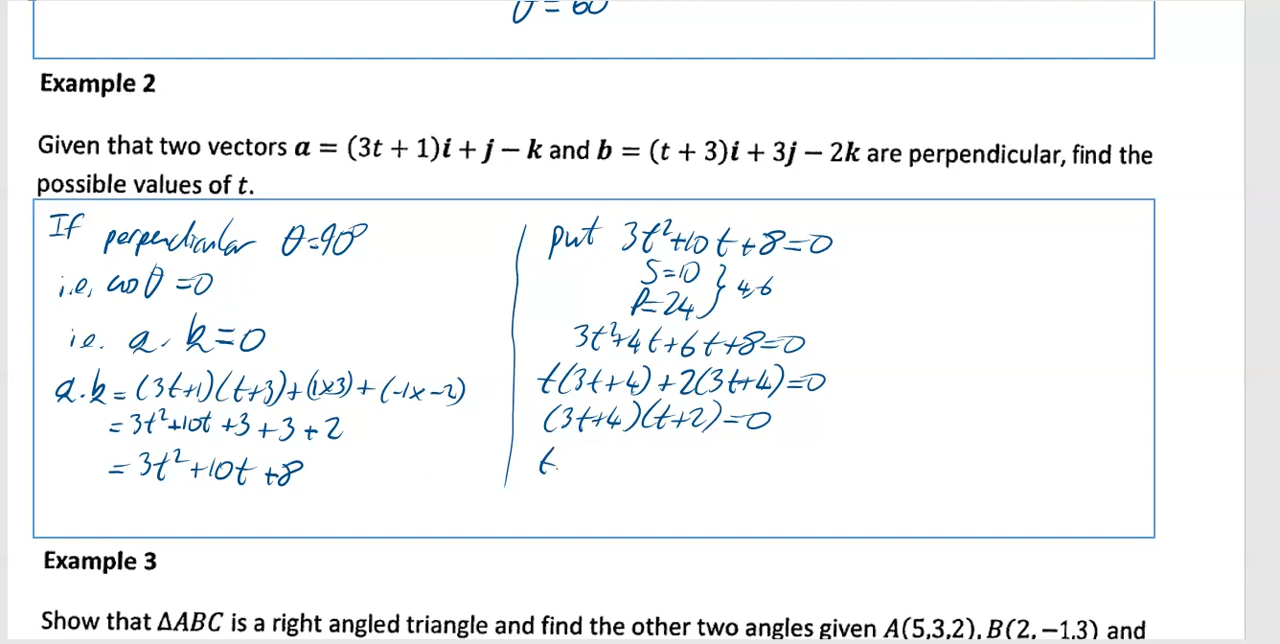 θ = 60
Example 2
Given that two vectors a = (3t + 1)i + j − k and b = (t + 3)i + 3j − 2k are perpendicular, find the
possible values of t.
If perpendicular θ=90°
i.e, cos θ = 0
i.e. a . b = 0
a.b = (3t+1)(t+3)+(1x3)+(-1x-2)
= 3t²+10t +3 +3 +2
= 3t²+10t +8
put 3t²+10t+8=0
S=10
P=24 } 4,6
3t²+4t+6t+8=0
t(3t+4)+2(3t+4)=0
(3t+4)(t+2)=0
t
Example 3
Show that ΔABC is a right angled triangle and find the other two angles given A(5,3,2), B(2,−1,3) and